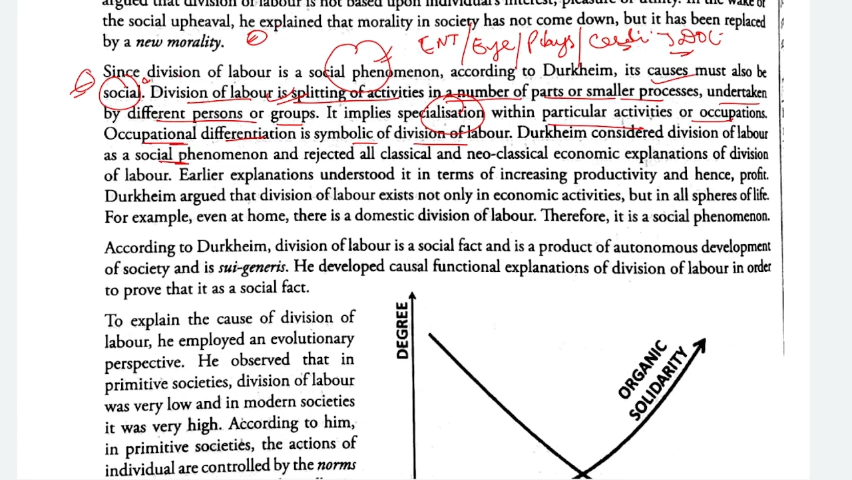 argued that division of labour is not based upon individual's interest, pleasure or utility. In the wake of
the social upheaval, he explained that morality in society has not come down, but it has been replaced
by a new morality.
ENT/Eye/
Since division of labour is a social phenomenon, according to Durkheim, its causes must also be
social. Division of labour is splitting of activities in a number of parts or smaller processes, undertaken
by different persons or groups. It implies specialisation within particular activities or occupations.
Occupational differentiation is symbolic of division of labour. Durkheim considered division of labour
as a social phenomenon and rejected all classical and neo-classical economic explanations of division
of labour. Earlier explanations understood it in terms of increasing productivity and hence, profit.
Durkheim argued that division of labour exists not only in economic activities, but in all spheres of life.
For example, even at home, there is a domestic division of labour. Therefore, it is a social phenomenon.
According to Durkheim, division of labour is a social fact and is a product of autonomous development
of society and is sui-generis. He developed causal functional explanations of division of labour in order
to prove that it as a social fact.
To explain the cause of division of
labour, he employed an evolutionary
perspective. He observed that in
primitive societies, division of labour
was very low and in modern societies
it was very high. According to him,
in primitive societies, the actions of
individual are controlled by the norms
DEGREE
ORGANIC
SOLIDARITY